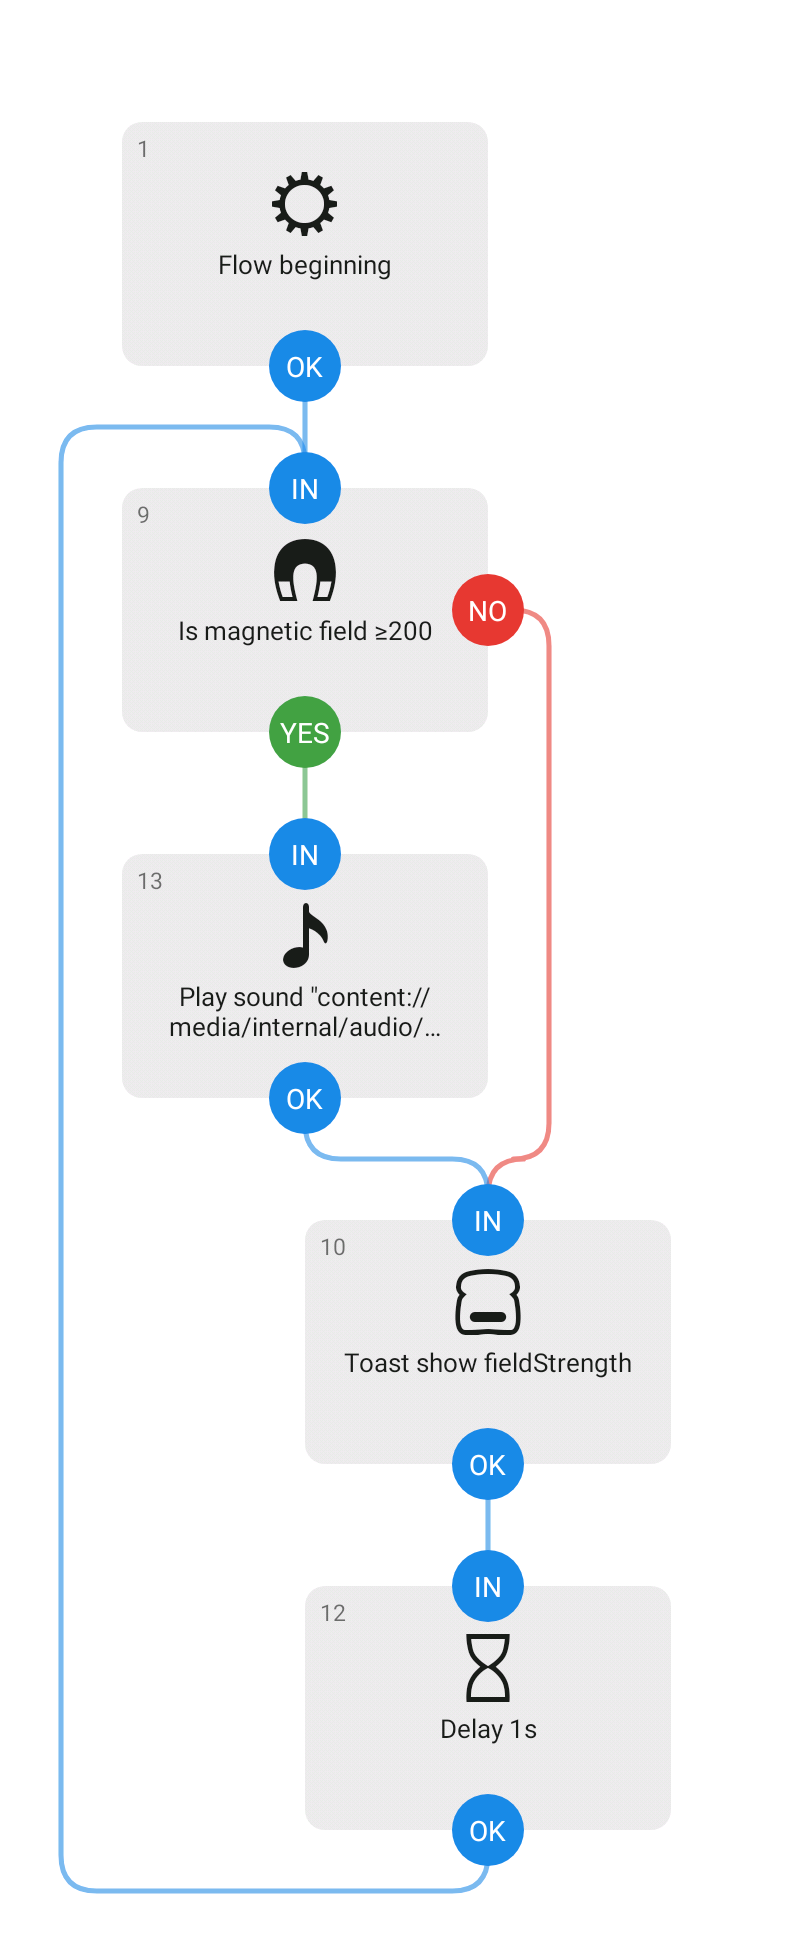 1
Flow beginning
OK
IN
9
Is magnetic field ≥200
NO
YES
IN
13
Play sound "content://
media/internal/audio/…
OK
IN
10
Toast show fieldStrength
OK
IN
12
Delay 1s
OK